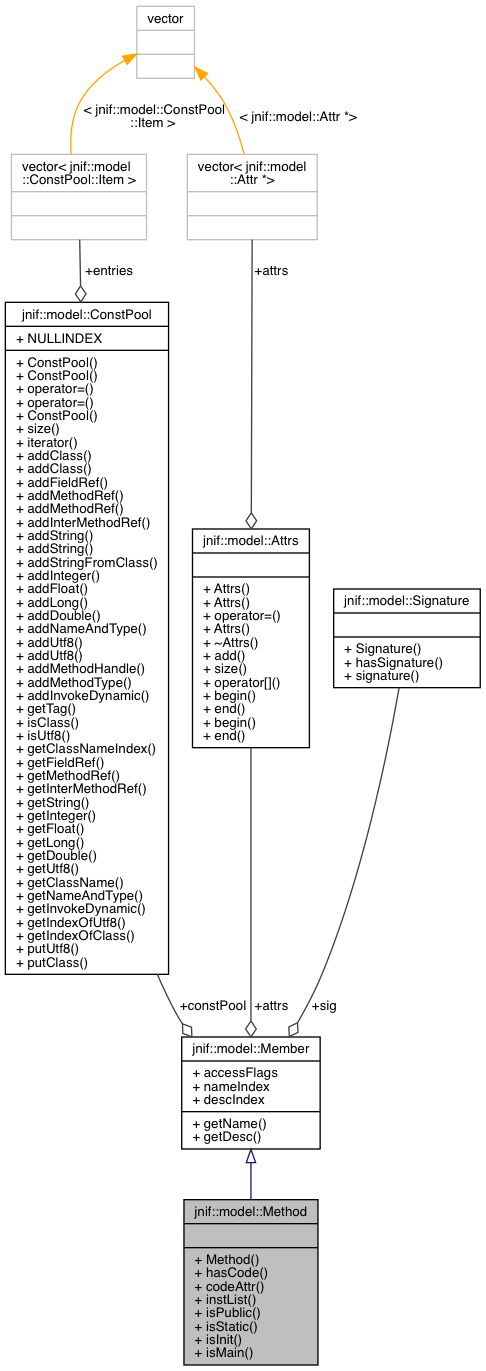 vector
< jnif::model::ConstPool
::Item >
< jnif::model::Attr *>
vector< jnif::model
::ConstPool::Item >
vector< jnif::model
::Attr *>
+entries
+attrs
jnif::model::ConstPool
+ NULLINDEX
+ ConstPool()
+ ConstPool()
+ operator=()
+ operator=()
+ ConstPool()
+ size()
+ iterator()
+ addClass()
+ addClass()
+ addFieldRef()
+ addMethodRef()
+ addMethodRef()
+ addInterMethodRef()
+ addString()
+ addString()
+ addStringFromClass()
+ addInteger()
+ addFloat()
+ addLong()
+ addDouble()
+ addNameAndType()
+ addUtf8()
+ addUtf8()
+ addMethodHandle()
+ addMethodType()
+ addInvokeDynamic()
+ getTag()
+ isClass()
+ isUtf8()
+ getClassNameIndex()
+ getFieldRef()
+ getMethodRef()
+ getInterMethodRef()
+ getString()
+ getInteger()
+ getFloat()
+ getLong()
+ getDouble()
+ getUtf8()
+ getClassName()
+ getNameAndType()
+ getInvokeDynamic()
+ getIndexOfUtf8()
+ getIndexOfClass()
+ putUtf8()
+ putClass()
jnif::model::Attrs
+ Attrs()
+ Attrs()
+ operator=()
+ Attrs()
+ ~Attrs()
+ add()
+ size()
+ operator[]()
+ begin()
+ end()
+ begin()
+ end()
jnif::model::Signature
+ Signature()
+ hasSignature()
+ signature()
+constPool
+attrs
+sig
jnif::model::Member
+ accessFlags
+ nameIndex
+ descIndex
+ getName()
+ getDesc()
jnif::model::Method
+ Method()
+ hasCode()
+ codeAttr()
+ instList()
+ isPublic()
+ isStatic()
+ isInit()
+ isMain()